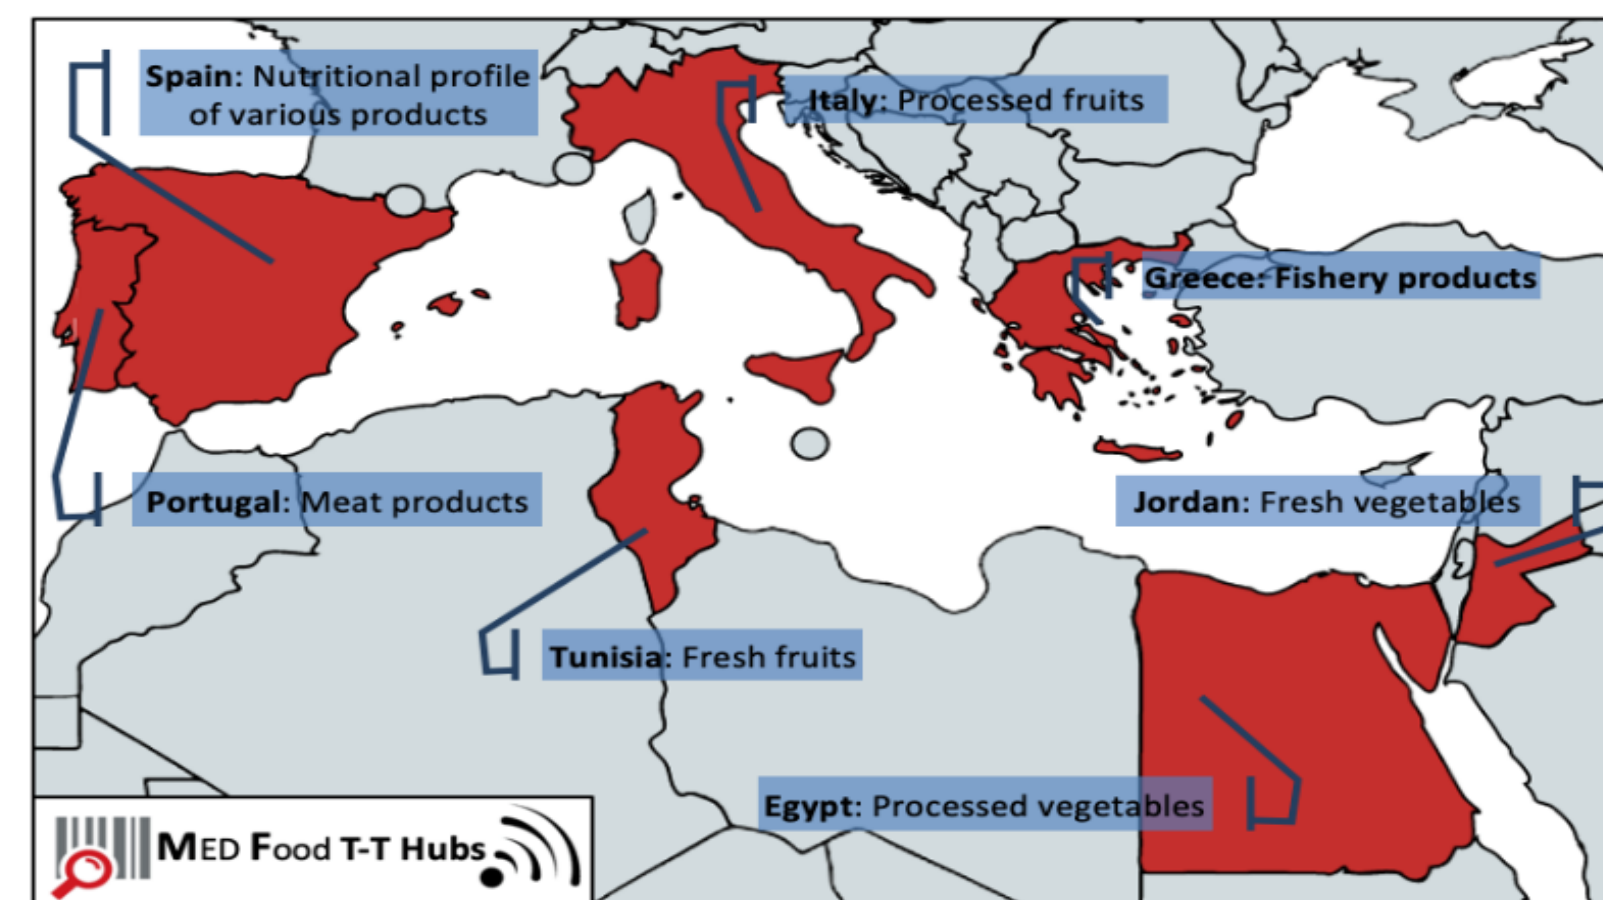 Spain: Nutritional profile
of various products
Italy: Processed fruits
Greece: Fishery products
Portugal: Meat products
Jordan: Fresh vegetables
Tunisia: Fresh fruits
Egypt: Processed vegetables
MED Food T-T Hubs